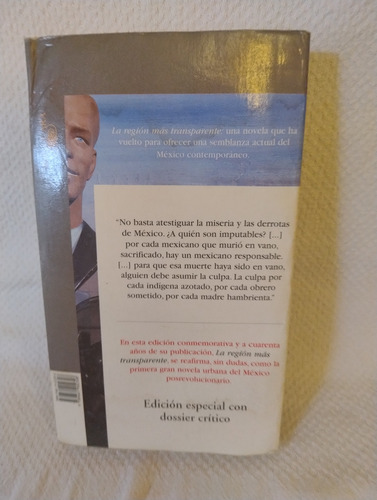 La región más transparente: una novela que ha
vuelto para ofrecer una semblanza actual del
México contemporáneo.
"No basta atestiguar la miseria y las derrotas
de México. ¿A quién son imputables? [...]
por cada mexicano que murió en vano,
sacrificado, hay un mexicano responsable.
[...] para que esa muerte haya sido en vano,
alguien debe asumir la culpa. La culpa por
cada indígena azotado, por cada obrero
sometido, por cada madre hambrienta."
En esta edición conmemorativa y a cuarenta
años de su publicación, La región más
transparente, se reafirma, sin dudas, como la
primera gran novela urbana del México
posrevolucionario.
Edición especial con
dossier crítico